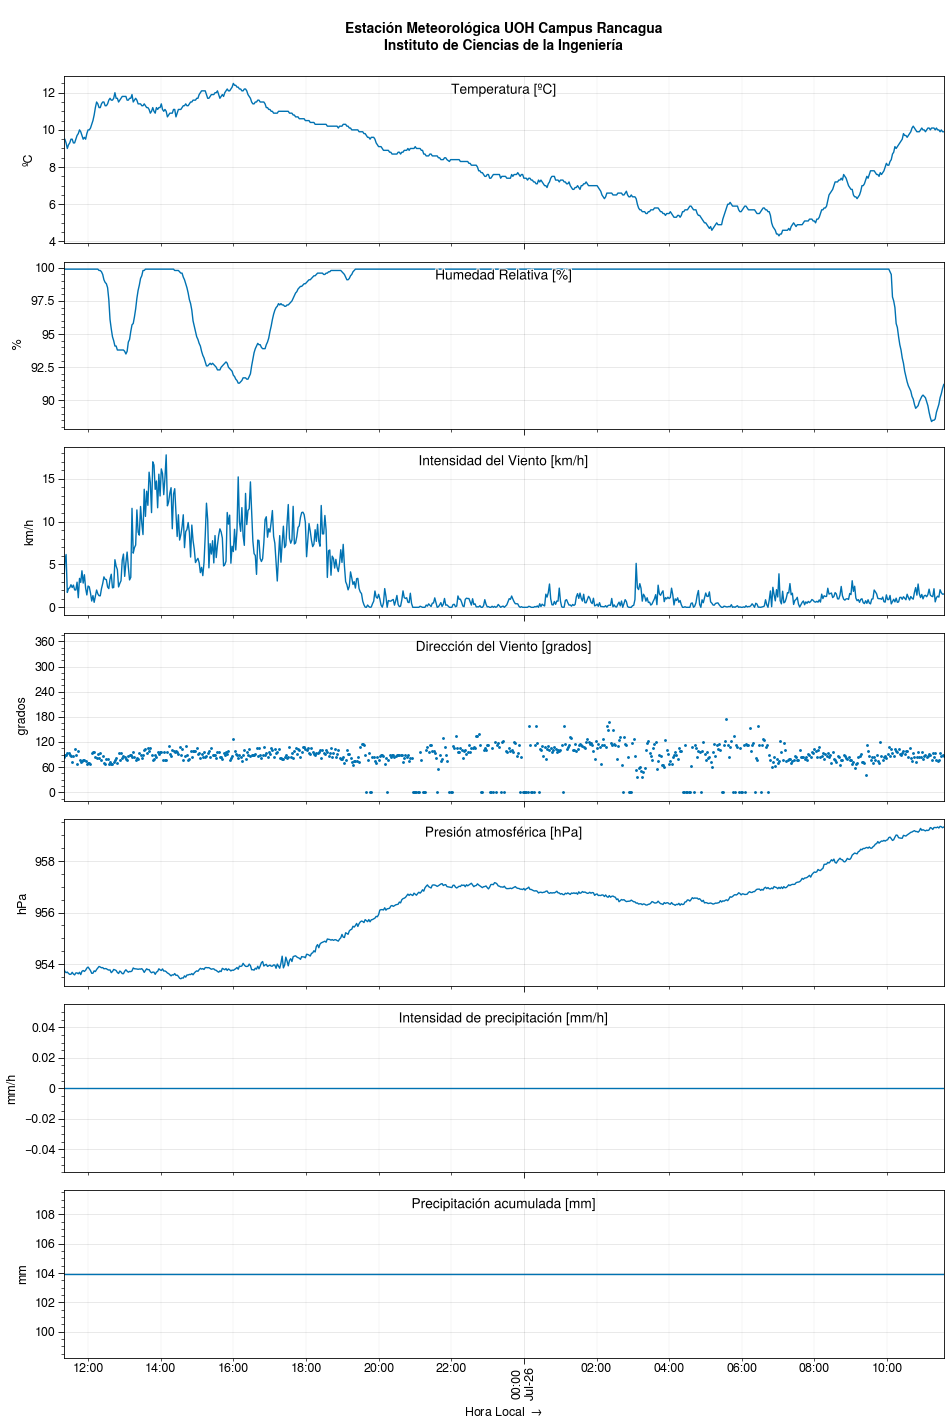 Estación Meteorológica UOH Campus Rancagua
Instituto de Ciencias de la Ingeniería
Temperatura [ºC]
ºC
12
10
8
6
4
Humedad Relativa [%]
%
100
97.5
95
92.5
90
Intensidad del Viento [km/h]
km/h
15
10
5
0
Dirección del Viento [grados]
grados
360
300
240
180
120
60
0
Presión atmosférica [hPa]
hPa
958
956
954
Intensidad de precipitación [mm/h]
mm/h
0.04
0.02
0
−0.02
−0.04
Precipitación acumulada [mm]
mm
108
106
104
102
100
12:00
14:00
16:00
18:00
20:00
22:00
00:00
Jul-26
02:00
04:00
06:00
08:00
10:00
Hora Local →